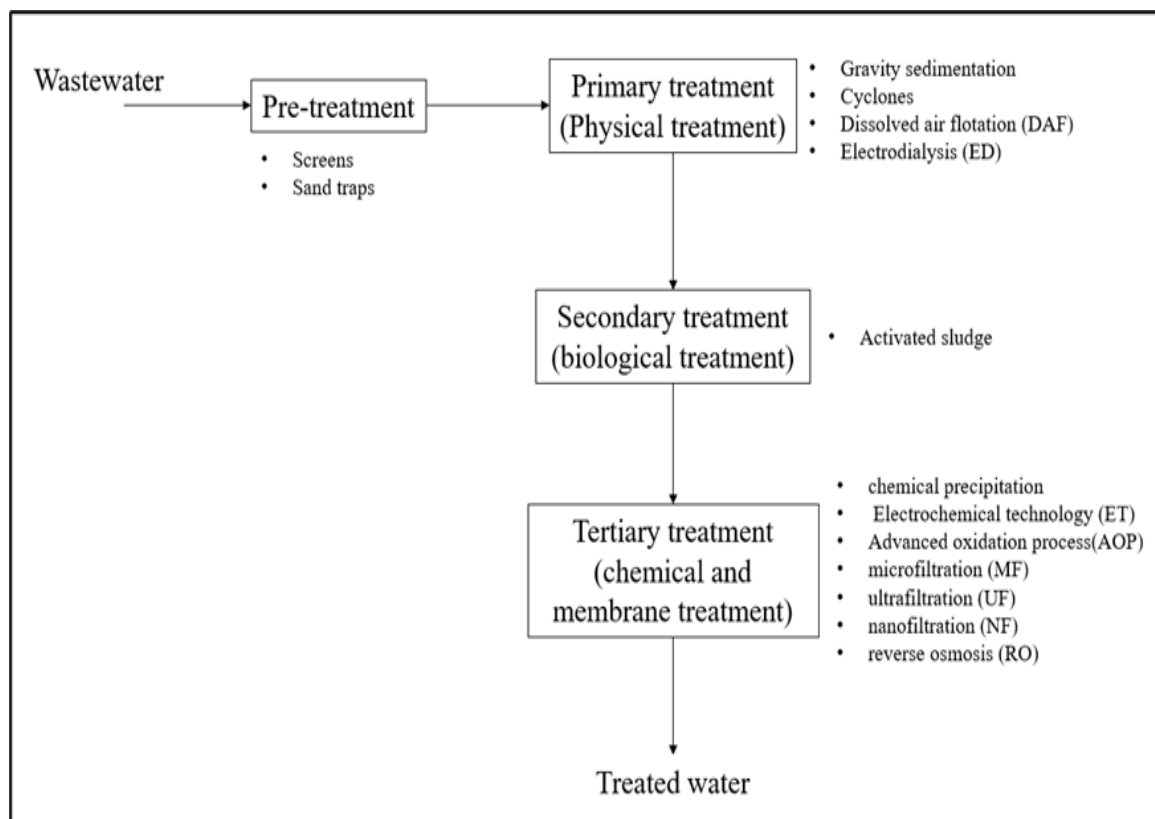 Wastewater
Pre-treatment
• Screens
• Sand traps
Primary treatment
(Physical treatment)
• Gravity sedimentation
• Cyclones
• Dissolved air flotation (DAF)
• Electrodialysis (ED)
Secondary treatment
(biological treatment)
• Activated sludge
Tertiary treatment
(chemical and
membrane treatment)
• chemical precipitation
• Electrochemical technology (ET)
• Advanced oxidation process(AOP)
• microfiltration (MF)
• ultrafiltration (UF)
• nanofiltration (NF)
• reverse osmosis (RO)
Treated water